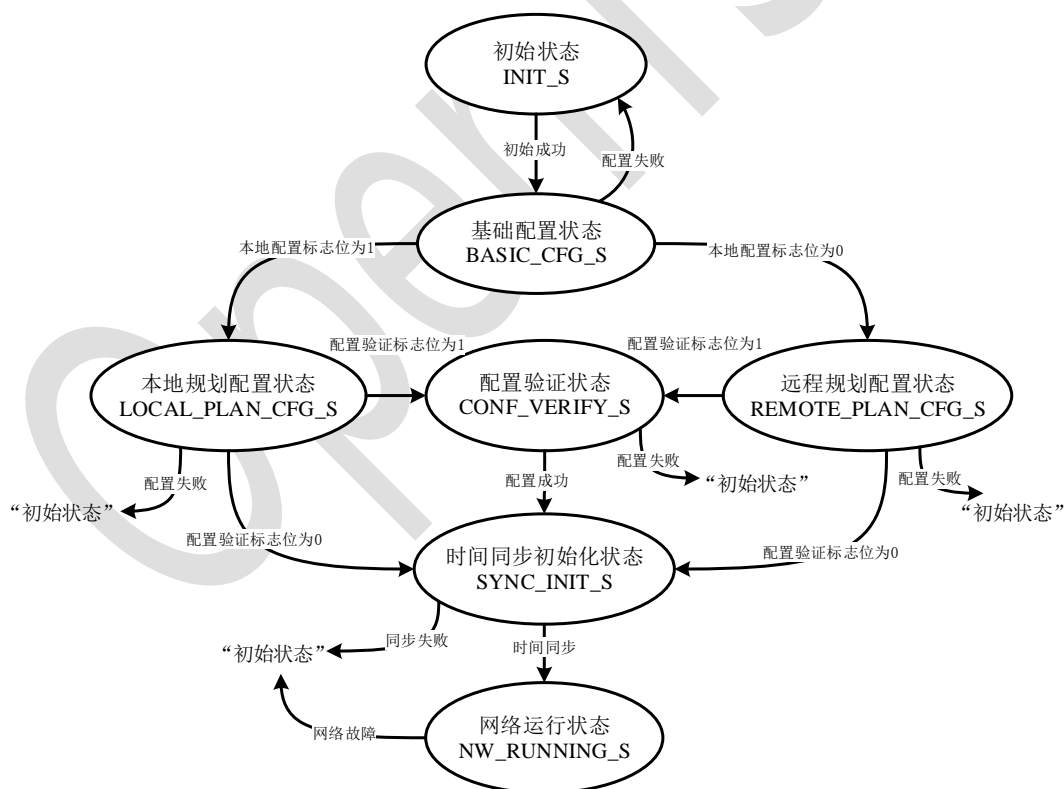 初始状态
INIT_S
初始成功
配置失败
基础配置状态
BASIC_CFG_S
本地配置标志位为1
本地配置标志位为0
配置验证标志位为1
配置验证标志位为1
本地规划配置状态
LOCAL_PLAN_CFG_S
配置验证状态
CONF_VERIFY_S
远程规划配置状态
REMOTE_PLAN_CFG_S
配置失败
“初始状态”
配置成功
配置失败
“初始状态”
配置失败
“初始状态”
配置验证标志位为0
配置验证标志位为0
时间同步初始化状态
SYNC_INIT_S
同步失败
“初始状态”
时间同步
网络故障
网络运行状态
NW_RUNNING_S